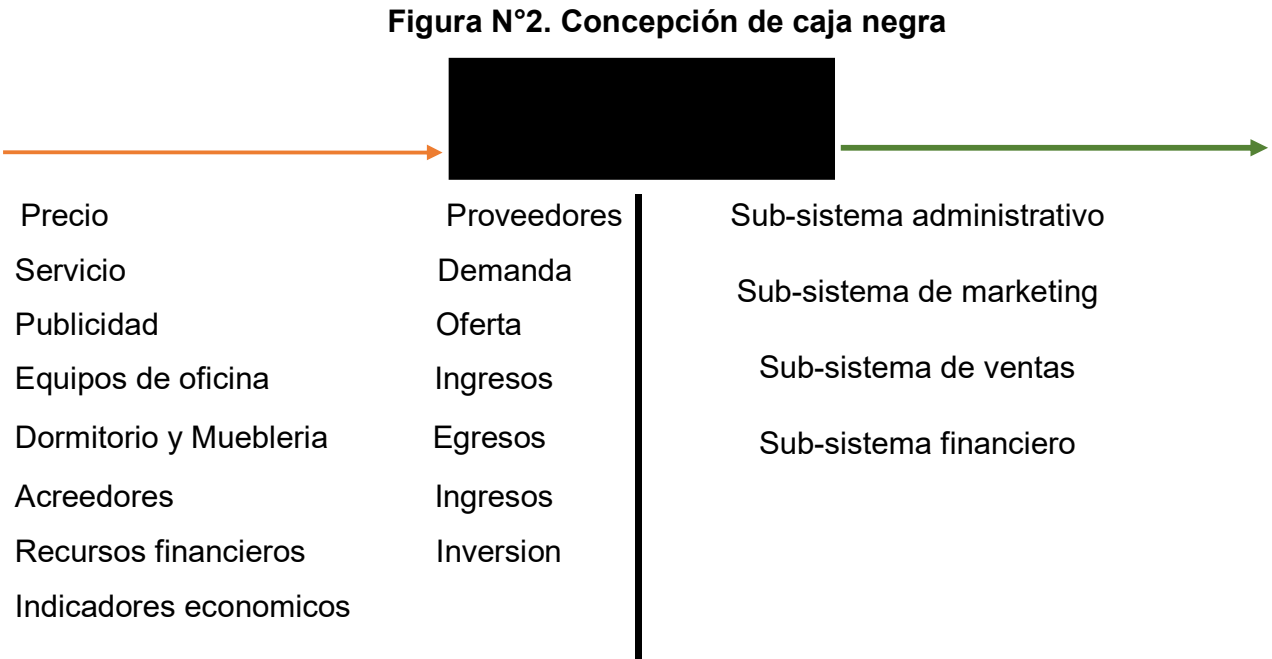 Figura N°2. Concepción de caja negra
Precio
Servicio
Publicidad
Equipos de oficina
Dormitorio y Muebleria
Acreedores
Recursos financieros
Indicadores economicos
Proveedores
Demanda
Oferta
Ingresos
Egresos
Ingresos
Inversion
Sub-sistema administrativo
Sub-sistema de marketing
Sub-sistema de ventas
Sub-sistema financiero